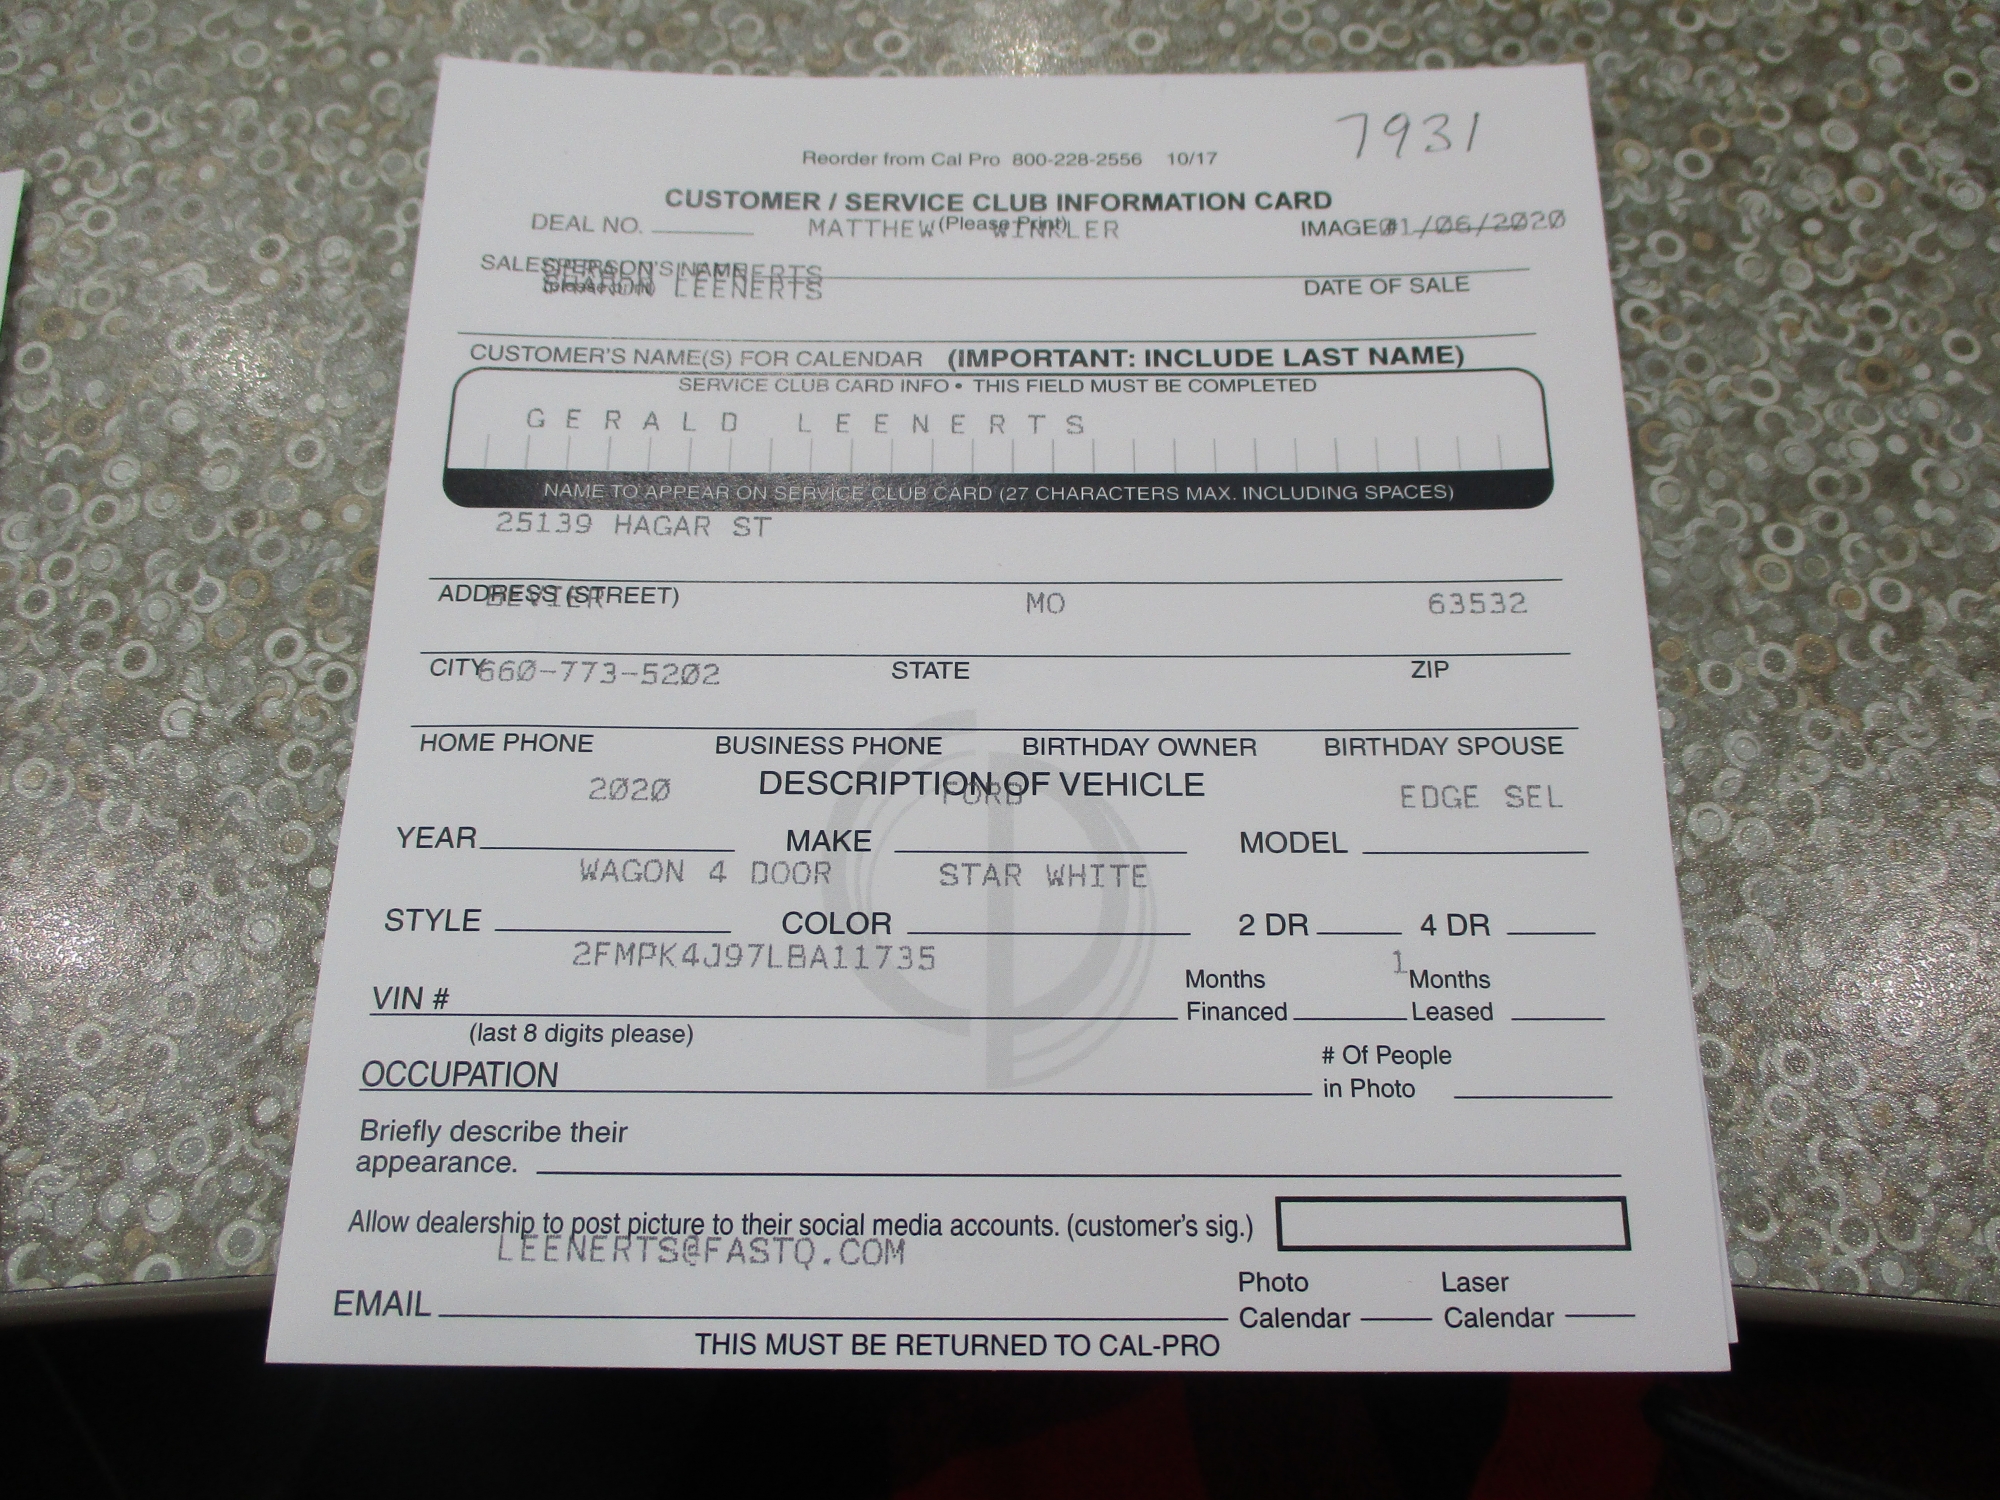 7931
Reorder from Cal Pro 800-228-2556 10/17
CUSTOMER / SERVICE CLUB INFORMATION CARD
DEAL NO. MATTHEW (Please Print) WINKLER IMAGE# 01/06/2020
SALESPERSON'S NAME LEENERTS
(please print) SHARON LEENERTS DATE OF SALE
CUSTOMER'S NAME(S) FOR CALENDAR (IMPORTANT: INCLUDE LAST NAME)
SERVICE CLUB CARD INFO • THIS FIELD MUST BE COMPLETED
GERALD LEENERTS
NAME TO APPEAR ON SERVICE CLUB CARD (27 CHARACTERS MAX. INCLUDING SPACES)
25139 HAGAR ST
ADDRESS (STREET) BEVIER MO 63532
CITY 660-773-5202 STATE ZIP
HOME PHONE BUSINESS PHONE BIRTHDAY OWNER BIRTHDAY SPOUSE
DESCRIPTION OF VEHICLE
2020 FORD EDGE SEL
YEAR MAKE MODEL
WAGON 4 DOOR STAR WHITE
STYLE COLOR 2 DR 4 DR
2FMPK4J97LBA11735 1
VIN # Months Financed Months Leased
(last 8 digits please)
OCCUPATION # Of People in Photo
Briefly describe their
appearance.
Allow dealership to post picture to their social media accounts. (customer's sig.)
LEENERTS@FASTQ.COM
EMAIL Photo Calendar Laser Calendar
THIS MUST BE RETURNED TO CAL-PRO